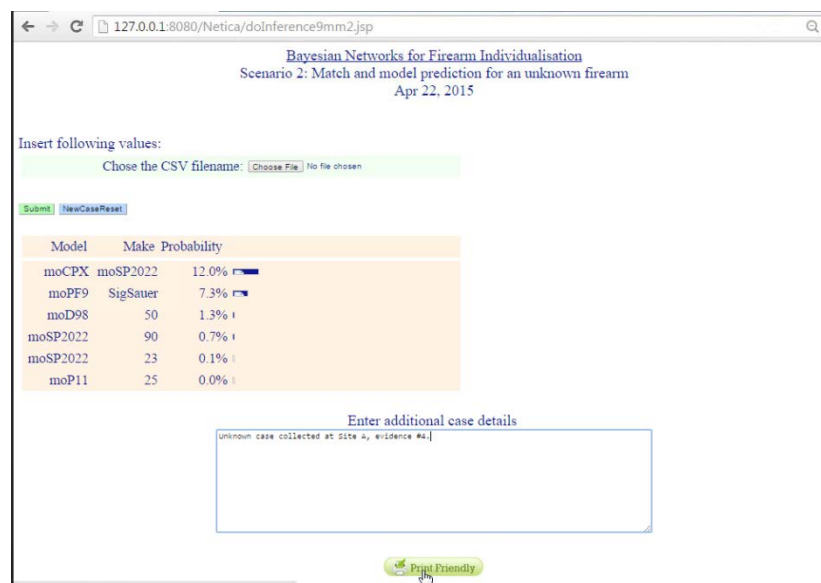 127.0.0.1:8080/Netica/doInference9mm2.jsp
Bayesian Networks for Firearm Individualisation
Scenario 2: Match and model prediction for an unknown firearm
Apr 22, 2015
Insert following values:
Chose the CSV filename: Choose File No file chosen
Submit NewCaseReset
Model Make Probability
moCPX moSP2022 12.0%
moPF9 SigSauer 7.3%
moD98 50 1.3%
moSP2022 90 0.7%
moSP2022 23 0.1%
moP11 25 0.0%
Enter additional case details
Unknown case collected at Site A, evidence #4.
Print Friendly